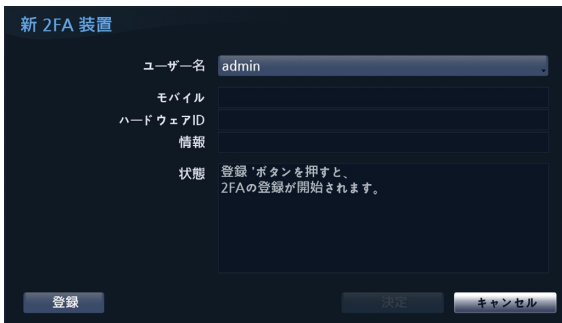 新 2FA 装置
ユーザー名 admin
モバイル
ハードウェアID
情報
状態 登録 'ボタンを押すと、
2FAの登録が開始されます。
登録 決定 キャンセル